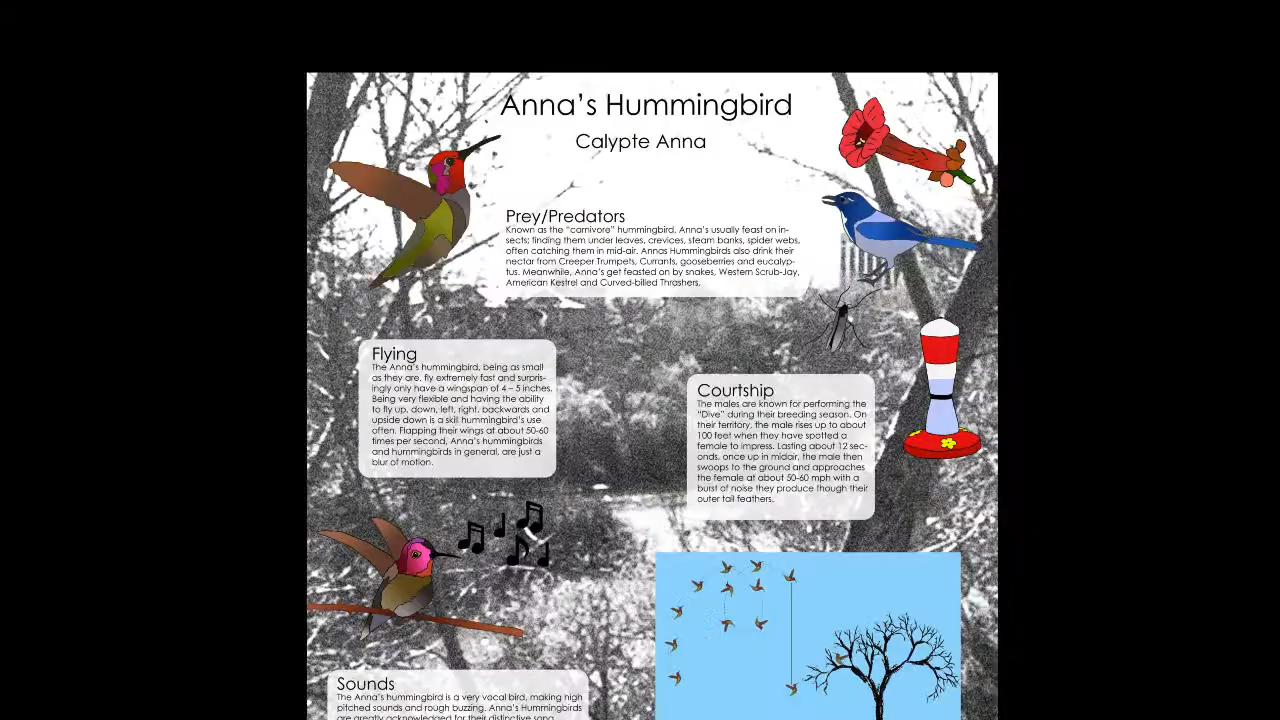 Anna's Hummingbird
Calypte Anna
Prey/Predators
Known as the "carnivore" hummingbird, Anna's usually feast on in-
sects; finding them under leaves, crevices, steam banks, spider webs,
often catching them in mid-air. Annas Hummingbirds also drink their
nectar from Creeper Trumpets, Currants, gooseberries and eucalyp-
tus. Meanwhile, Anna's get feasted on by snakes, Western Scrub-Jay,
American Kestrel and Curved-billed Thrashers.
Flying
The Anna's hummingbird, being as small
as they are, fly extremely fast and surpris-
ingly only have a wingspan of 4 – 5 inches.
Being very flexible and having the ability
to fly up, down, left, right, backwards and
upside down is a skill hummingbird's use
often. Flapping their wings at about 50-60
times per second, Anna's hummingbirds
and hummingbirds in general, are just a
blur of motion.
Courtship
The males are known for performing the
"Dive" during their breeding season. On
their territory, the male rises up to about
100 feet when they have spotted a
female to impress. Lasting about 12 sec-
onds, once up in midair, the male then
swoops to the ground and approaches
the female at about 50-60 mph with a
burst of noise they produce though their
outer tail feathers.
Sounds
The Anna's hummingbird is a very vocal bird, making high
pitched sounds and rough buzzing. Anna's Hummingbirds
are greatly acknowledged for their distinctive song